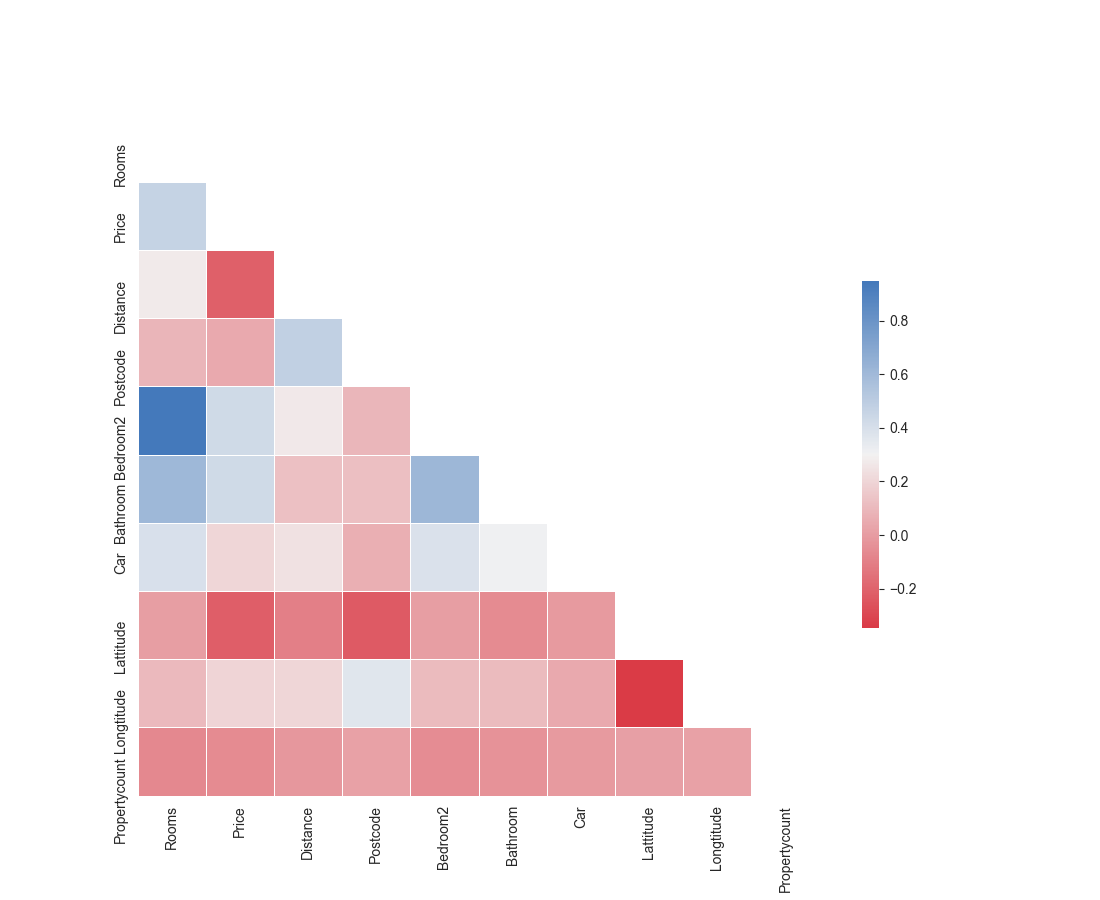 Rooms
Price
Distance
Postcode
Bedroom2
Bathroom
Car
Lattitude
Longtitude
Propertycount
0.8
0.6
0.4
0.2
0.0
−0.2
Rooms
Price
Distance
Postcode
Bedroom2
Bathroom
Car
Lattitude
Longtitude
Propertycount